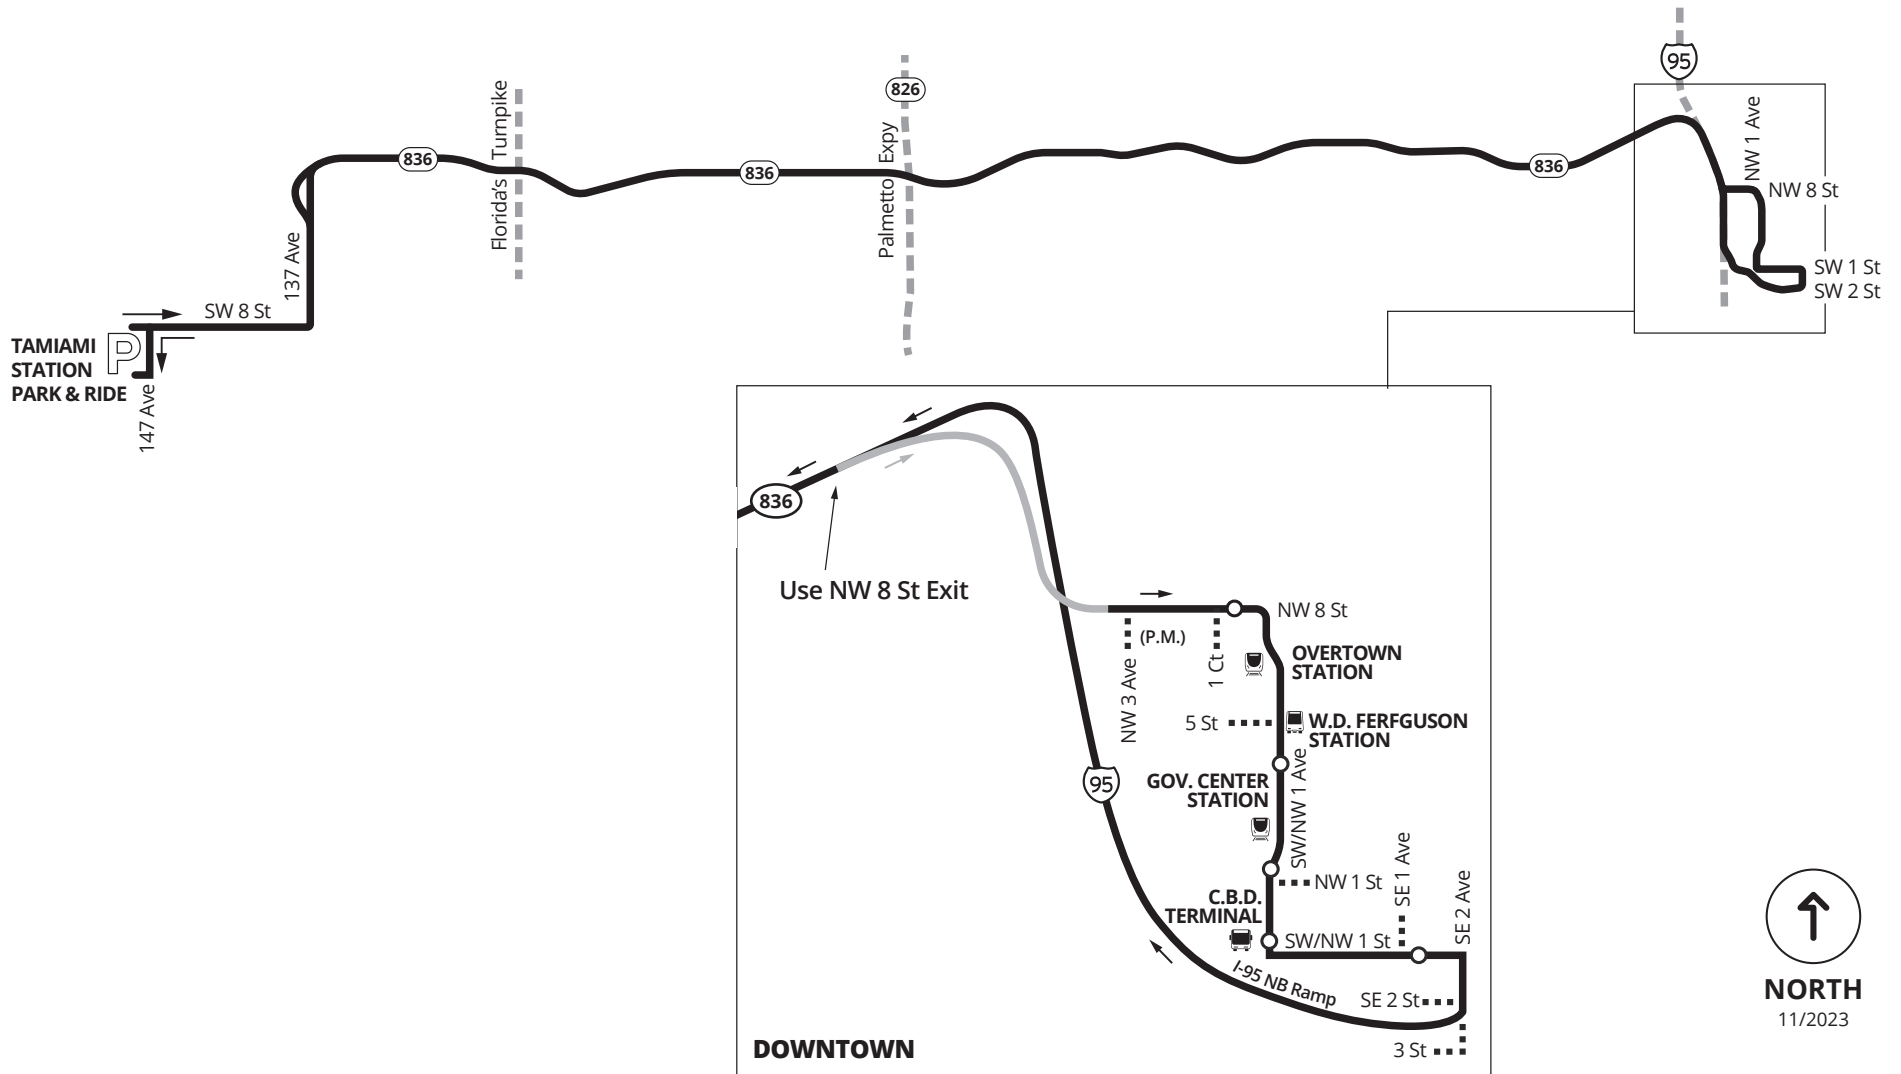 95
826
Florida's Turnpike
Palmetto Expy
NW 1 Ave
836
836
836
NW 8 St
137 Ave
SW 1 St
SW 2 St
SW 8 St
TAMIAMI
STATION
PARK & RIDE
P
147 Ave
836
Use NW 8 St Exit
NW 8 St
(P.M.)
NW 3 Ave
1 Ct
OVERTOWN
STATION
5 St
W.D. FERFGUSON
STATION
SW/NW 1 Ave
95
GOV. CENTER
STATION
NW 1 St
SE 1 Ave
SE 2 Ave
C.B.D.
TERMINAL
SW/NW 1 St
I-95 NB Ramp
SE 2 St
3 St
DOWNTOWN
NORTH
11/2023